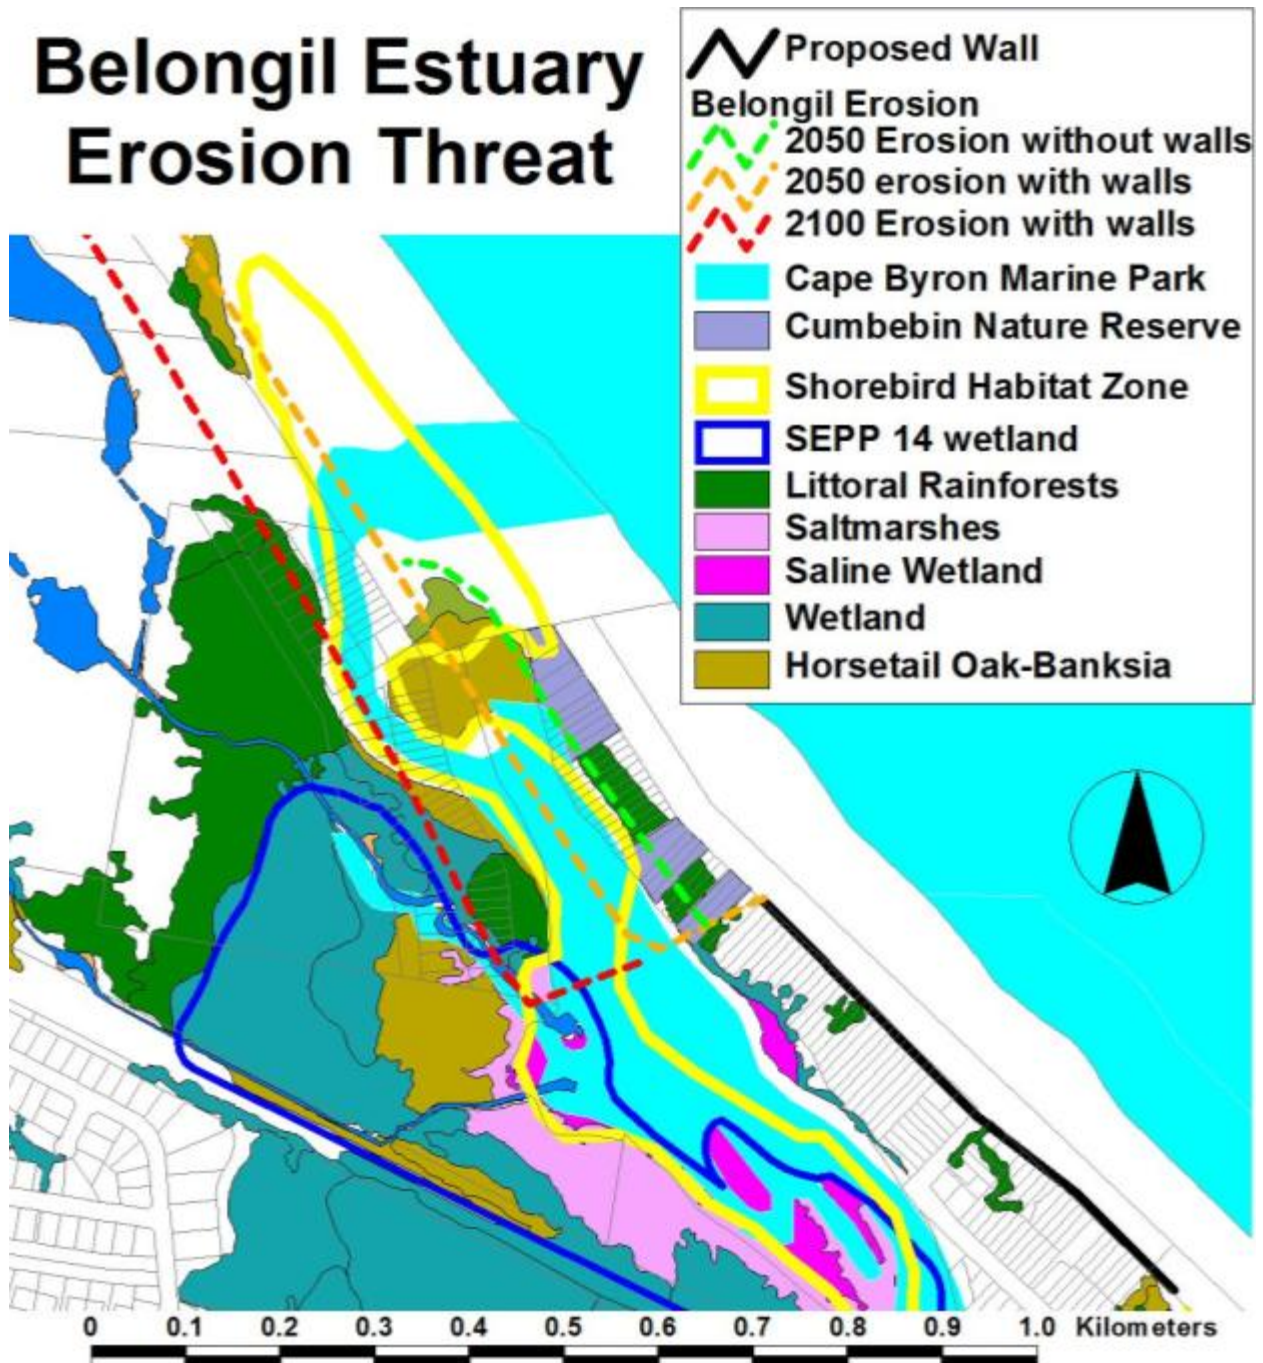 Belongil Estuary
Erosion Threat
Proposed Wall
Belongil Erosion
2050 Erosion without walls
2050 erosion with walls
2100 Erosion with walls
Cape Byron Marine Park
Cumbebin Nature Reserve
Shorebird Habitat Zone
SEPP 14 wetland
Littoral Rainforests
Saltmarshes
Saline Wetland
Wetland
Horsetail Oak-Banksia
0 0.1 0.2 0.3 0.4 0.5 0.6 0.7 0.8 0.9 1.0 Kilometers